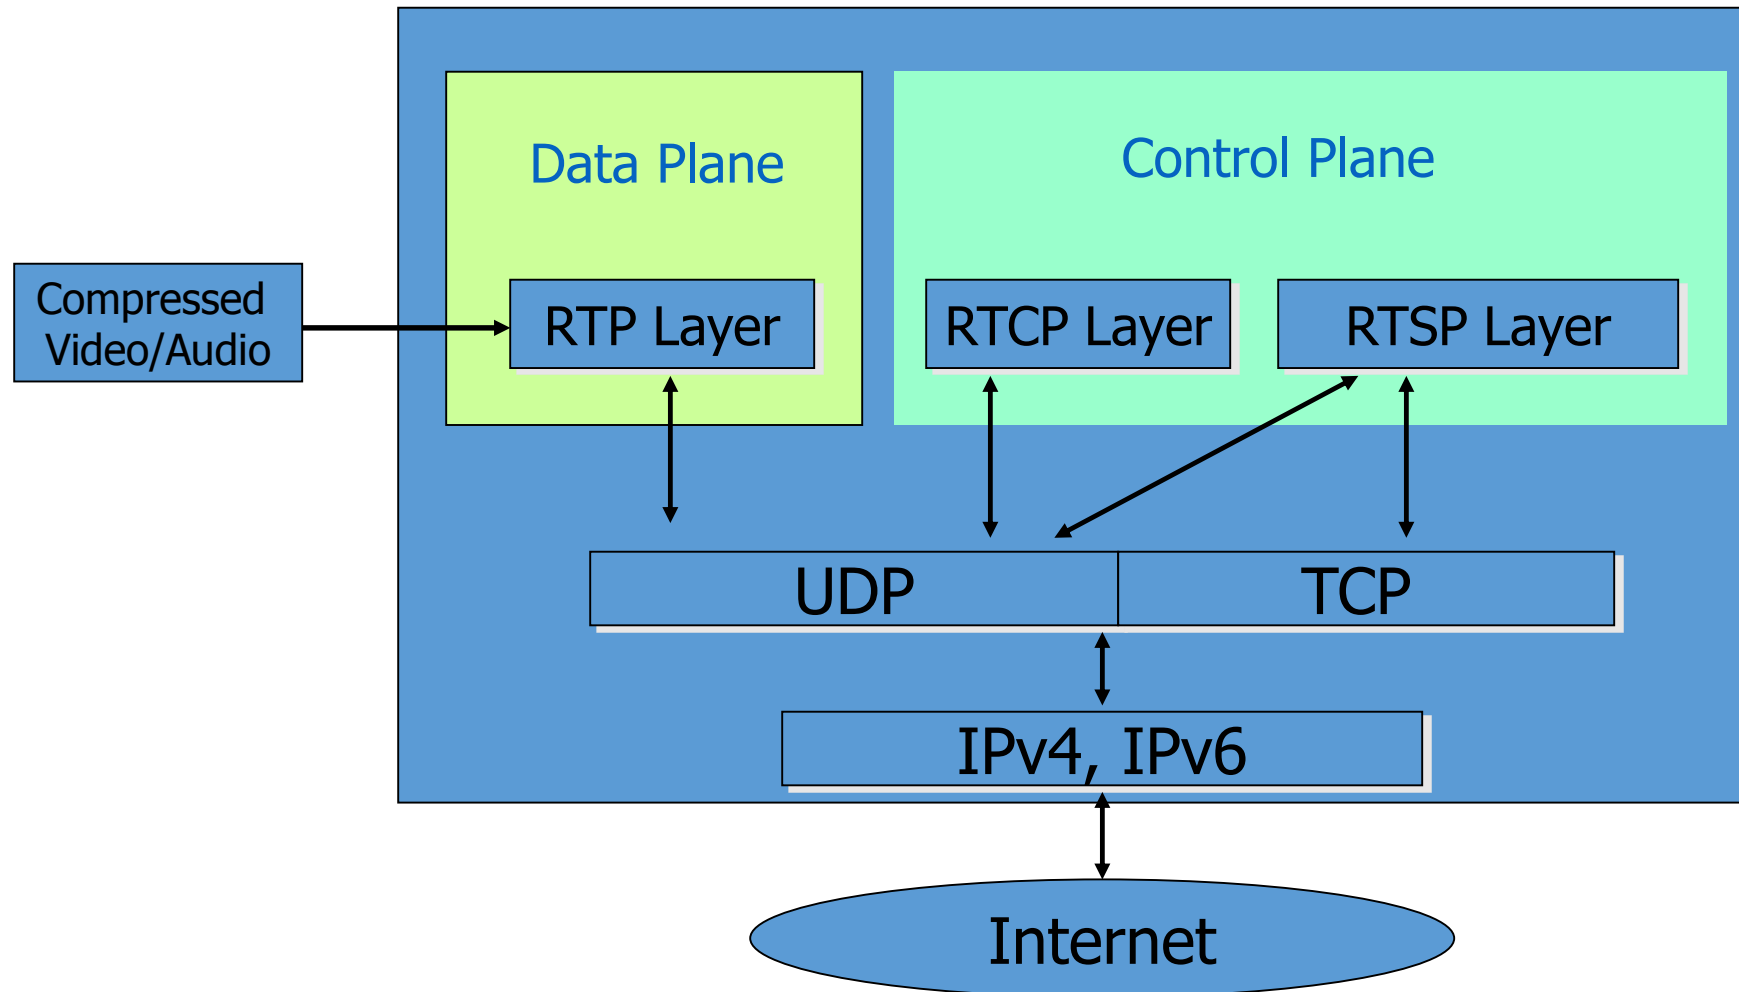 Data Plane
Control Plane
Compressed
Video/Audio
RTP Layer
RTCP Layer
RTSP Layer
UDP
TCP
IPv4, IPv6
Internet